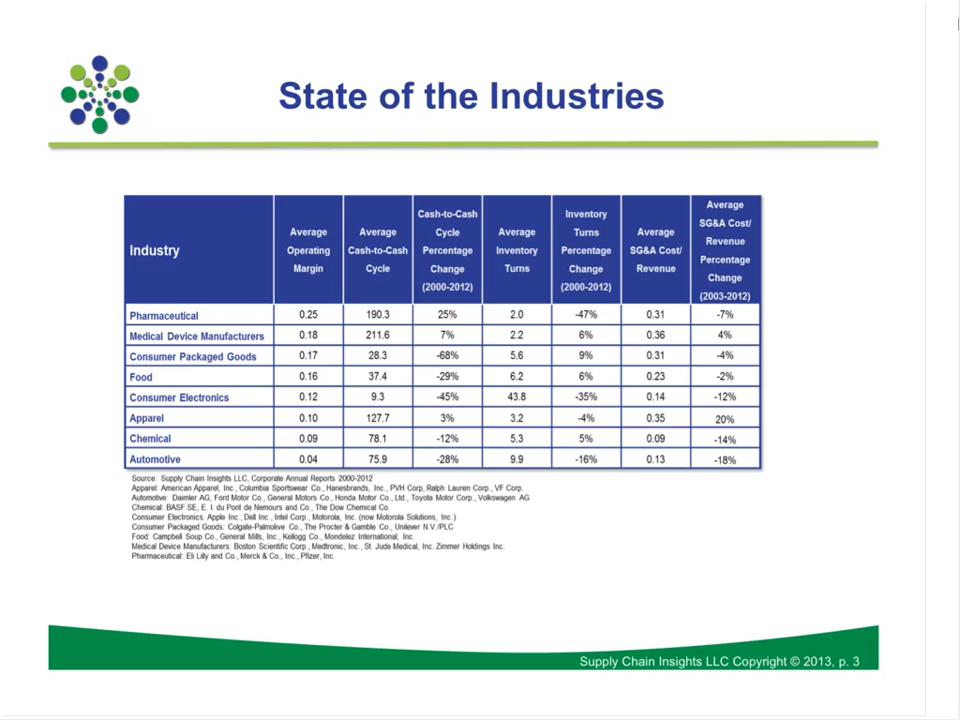 State of the Industries
Industry
Average Operating Margin
Average Cash-to-Cash Cycle
Cash-to-Cash Cycle Percentage Change (2000-2012)
Average Inventory Turns
Inventory Turns Percentage Change (2000-2012)
Average SG&A Cost/ Revenue
Average SG&A Cost/ Revenue Percentage Change (2003-2012)
Pharmaceutical 0.25 190.3 25% 2.0 -47% 0.31 -7%
Medical Device Manufacturers 0.18 211.6 7% 2.2 6% 0.36 4%
Consumer Packaged Goods 0.17 28.3 -68% 5.6 9% 0.31 -4%
Food 0.16 37.4 -29% 6.2 6% 0.23 -2%
Consumer Electronics 0.12 9.3 -45% 43.8 -35% 0.14 -12%
Apparel 0.10 127.7 3% 3.2 -4% 0.35 20%
Chemical 0.09 78.1 -12% 5.3 5% 0.09 -14%
Automotive 0.04 75.9 -28% 9.9 -16% 0.13 -18%
Source: Supply Chain Insights LLC, Corporate Annual Reports 2000-2012
Apparel: American Apparel, Inc., Columbia Sportswear Co., Hanesbrands, Inc., PVH Corp, Ralph Lauren Corp., VF Corp.
Automotive: Daimler AG, Ford Motor Co., General Motors Co., Honda Motor Co., Ltd., Toyota Motor Corp., Volkswagen AG
Chemical: BASF SE, E. I. du Pont de Nemours and Co., The Dow Chemical Co.
Consumer Electronics: Apple Inc., Dell Inc., Intel Corp., Motorola, Inc. (now Motorola Solutions, Inc.)
Consumer Packaged Goods: Colgate-Palmolive Co., The Procter & Gamble Co., Unilever N.V./PLC
Food: Campbell Soup Co., General Mills, Inc., Kellogg Co., Mondelez International, Inc.
Medical Device Manufacturers: Boston Scientific Corp., Medtronic, Inc., St. Jude Medical, Inc. Zimmer Holdings Inc.
Pharmaceutical: Eli Lilly and Co., Merck & Co., Inc., Pfizer, Inc.
Supply Chain Insights LLC Copyright © 2013, p. 3